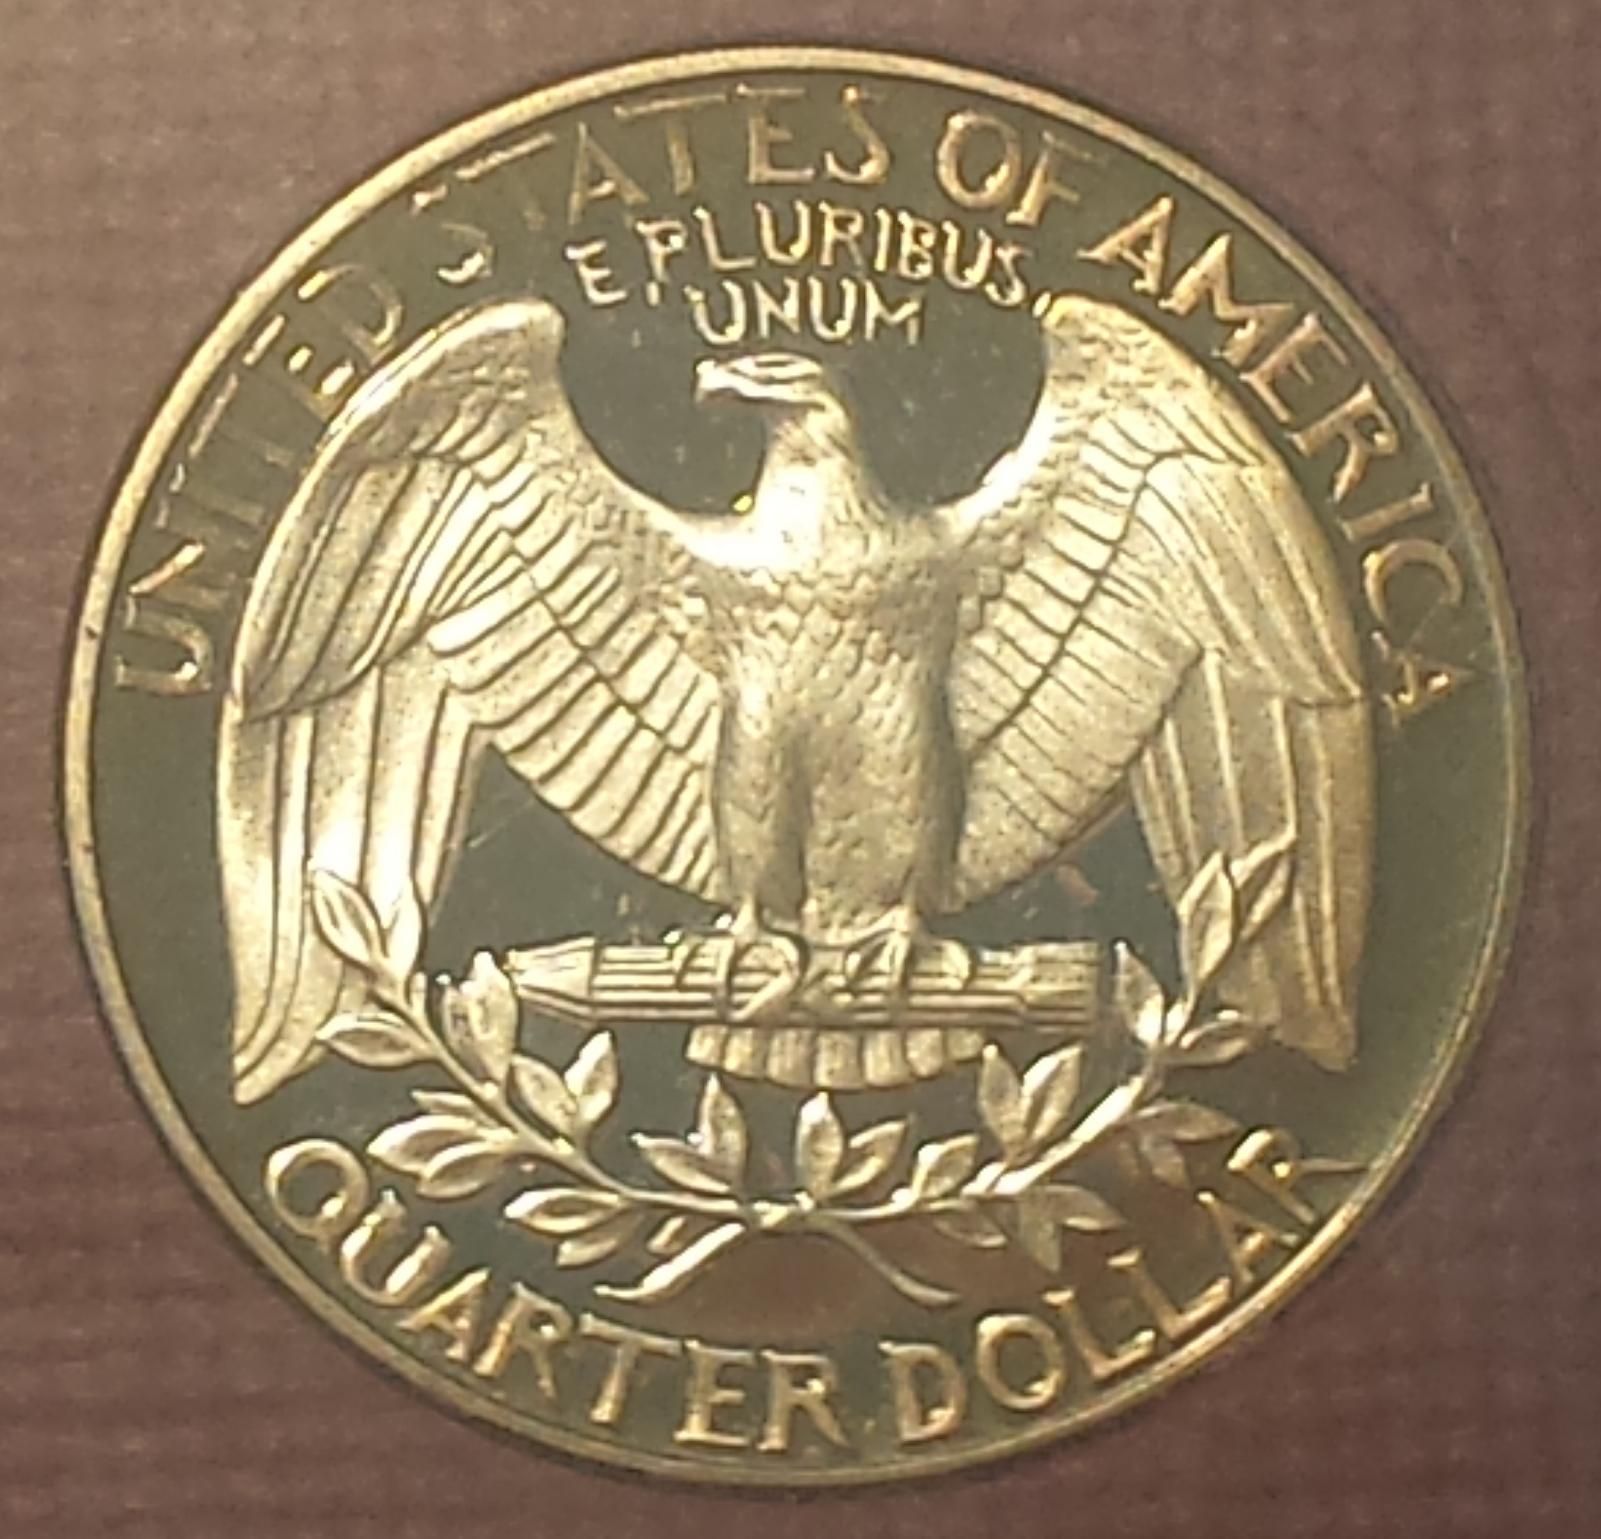 UNITED STATES OF AMERICA
E·PLURIBUS·
UNUM
QUARTER DOLLAR